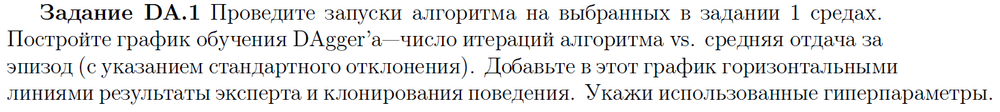 Задание DA.1 Проведите запуски алгоритма на выбранных в задании 1 средах.
Постройте график обучения DAgger'а—число итераций алгоритма vs. средняя отдача за
эпизод (с указанием стандартного отклонения). Добавьте в этот график горизонтальными
линиями результаты эксперта и клонирования поведения. Укажи использованные гиперпараметры.